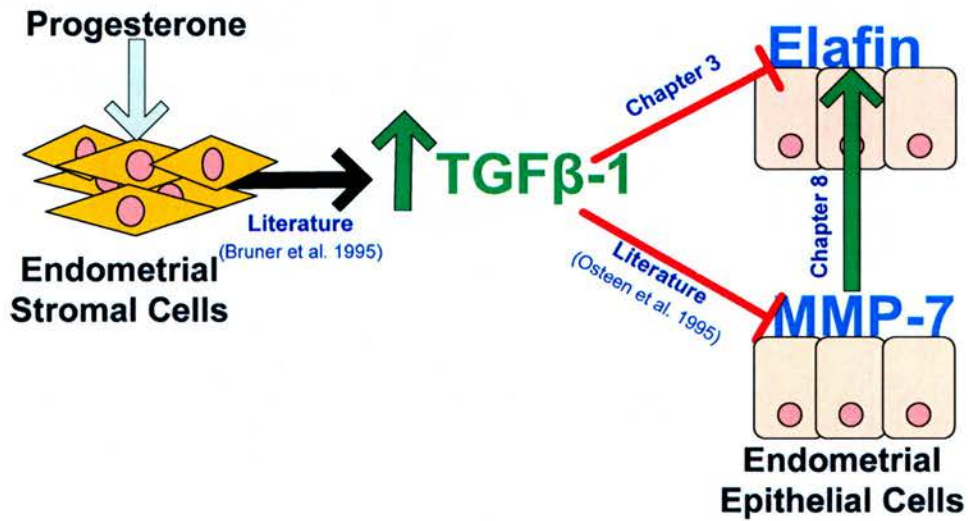 Progesterone
Endometrial
Stromal Cells
Literature
(Bruner et al. 1995)
TGFβ-1
Chapter 3
Literature
(Osteen et al. 1995)
Elafin
Chapter 8
MMP-7
Endometrial
Epithelial Cells